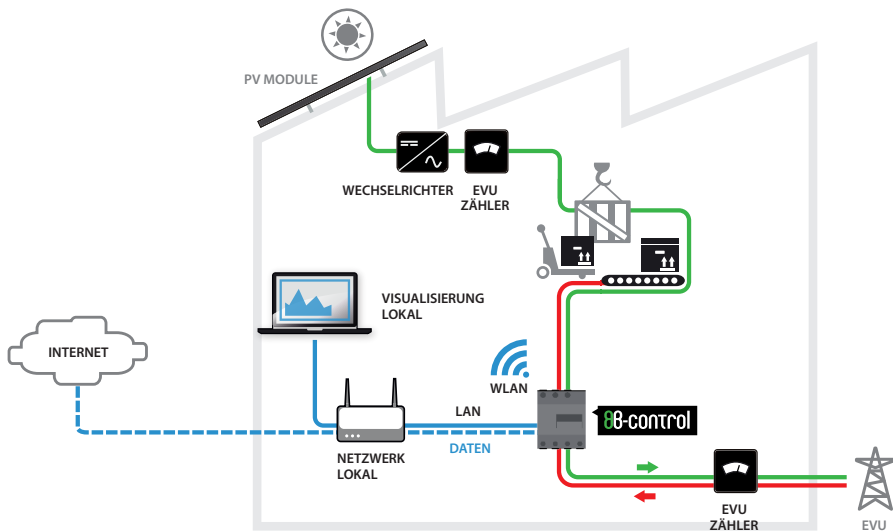 PV MODULE
WECHSELRICHTER
EVU
ZÄHLER
VISUALISIERUNG
LOKAL
INTERNET
WLAN
LAN
8B-control
DATEN
NETZWERK
LOKAL
EVU
ZÄHLER
EVU